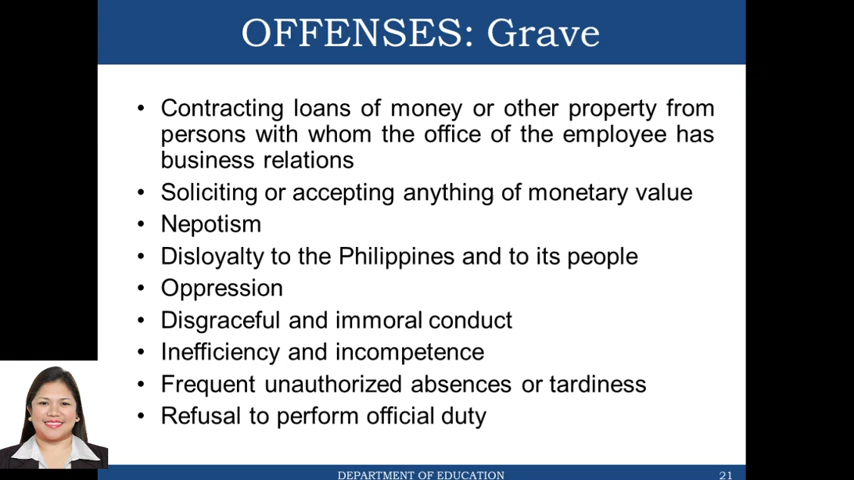 OFFENSES: Grave
• Contracting loans of money or other property from
persons with whom the office of the employee has
business relations
• Soliciting or accepting anything of monetary value
• Nepotism
• Disloyalty to the Philippines and to its people
• Oppression
• Disgraceful and immoral conduct
• Inefficiency and incompetence
• Frequent unauthorized absences or tardiness
• Refusal to perform official duty
DEPARTMENT OF EDUCATION
21